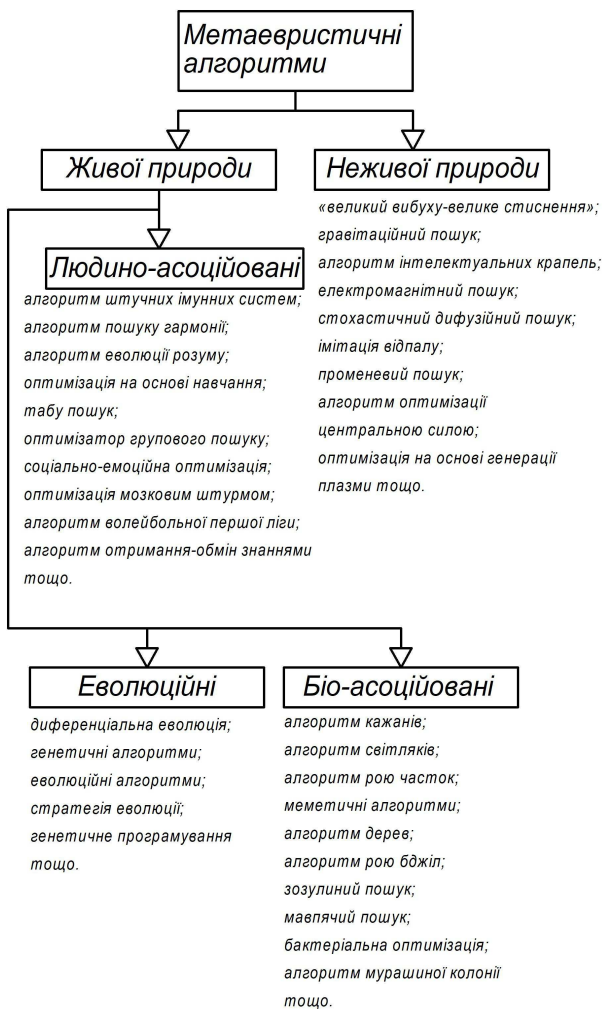 Метаевристичні
алгоритми
Живої природи
Неживої природи
«великий вибуху-велике стиснення»;
гравітаційний пошук;
алгоритм інтелектуальних крапель;
електромагнітний пошук;
стохастичний дифузійний пошук;
імітація відпалу;
променевий пошук;
алгоритм оптимізації
центральною силою;
оптимізація на основі генерації
плазми тощо.
Людино-асоційовані
алгоритм штучних імунних систем;
алгоритм пошуку гармонії;
алгоритм еволюції розуму;
оптимізація на основі навчання;
табу пошук;
оптимізатор групового пошуку;
соціально-емоційна оптимізація;
оптимізація мозковим штурмом;
алгоритм волейбольної першої ліги;
алгоритм отримання-обмін знаннями
тощо.
Еволюційні
диференціальна еволюція;
генетичні алгоритми;
еволюційні алгоритми;
стратегія еволюції;
генетичне програмування
тощо.
Біо-асоційовані
алгоритм кажанів;
алгоритм світляків;
алгоритм рою часток;
меметичні алгоритми;
алгоритм дерев;
алгоритм рою бджіл;
зозулиний пошук;
мавпячий пошук;
бактеріальна оптимізація;
алгоритм мурашиної колонії
тощо.